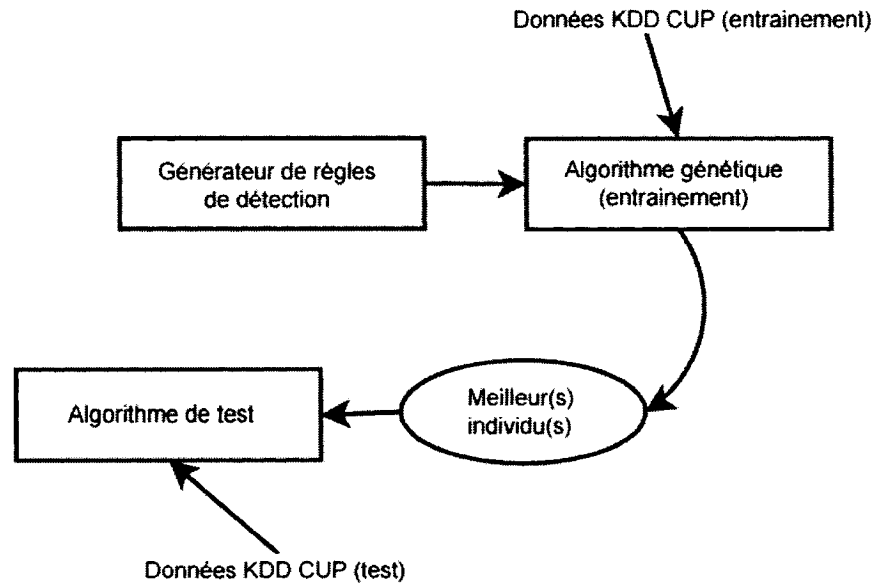 Données KDD CUP (entrainement)
Générateur de règles
de détection
Algorithme génétique
(entrainement)
Meilleur(s)
individu(s)
Algorithme de test
Données KDD CUP (test)